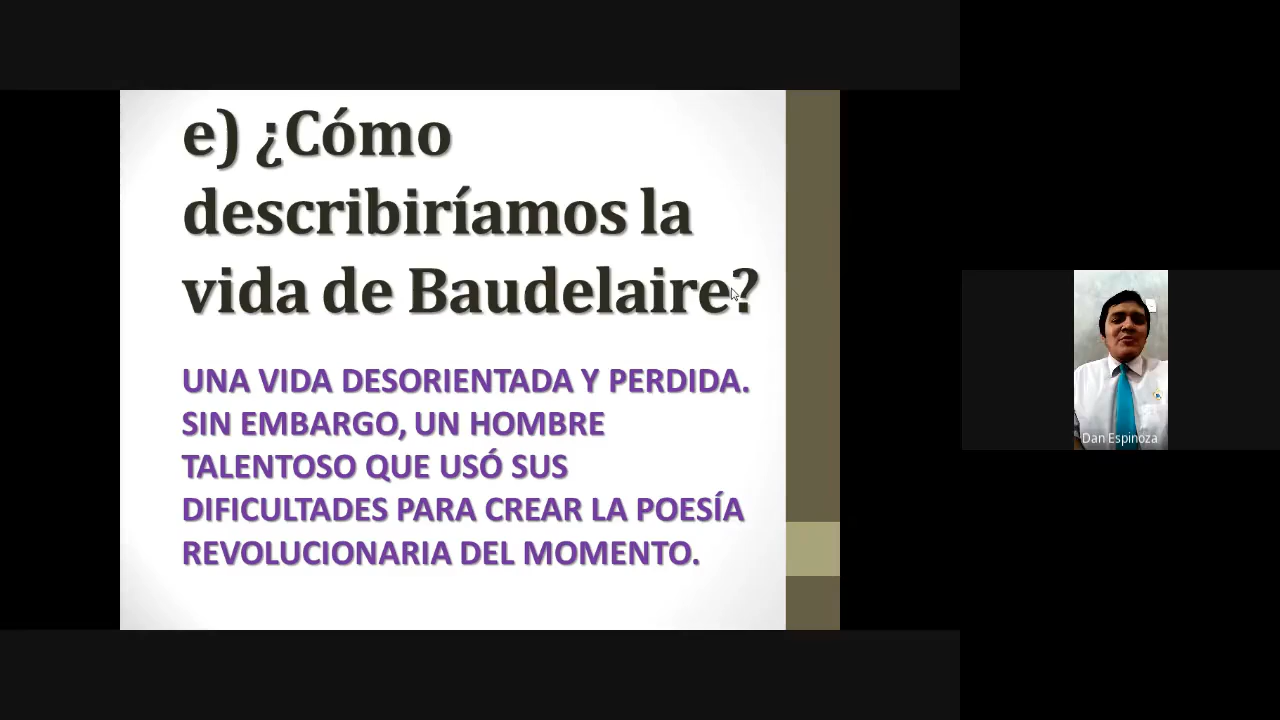 e) ¿Cómo
describiríamos la
vida de Baudelaire?
UNA VIDA DESORIENTADA Y PERDIDA.
SIN EMBARGO, UN HOMBRE
TALENTOSO QUE USÓ SUS
DIFICULTADES PARA CREAR LA POESÍA
REVOLUCIONARIA DEL MOMENTO.
Dan Espinoza